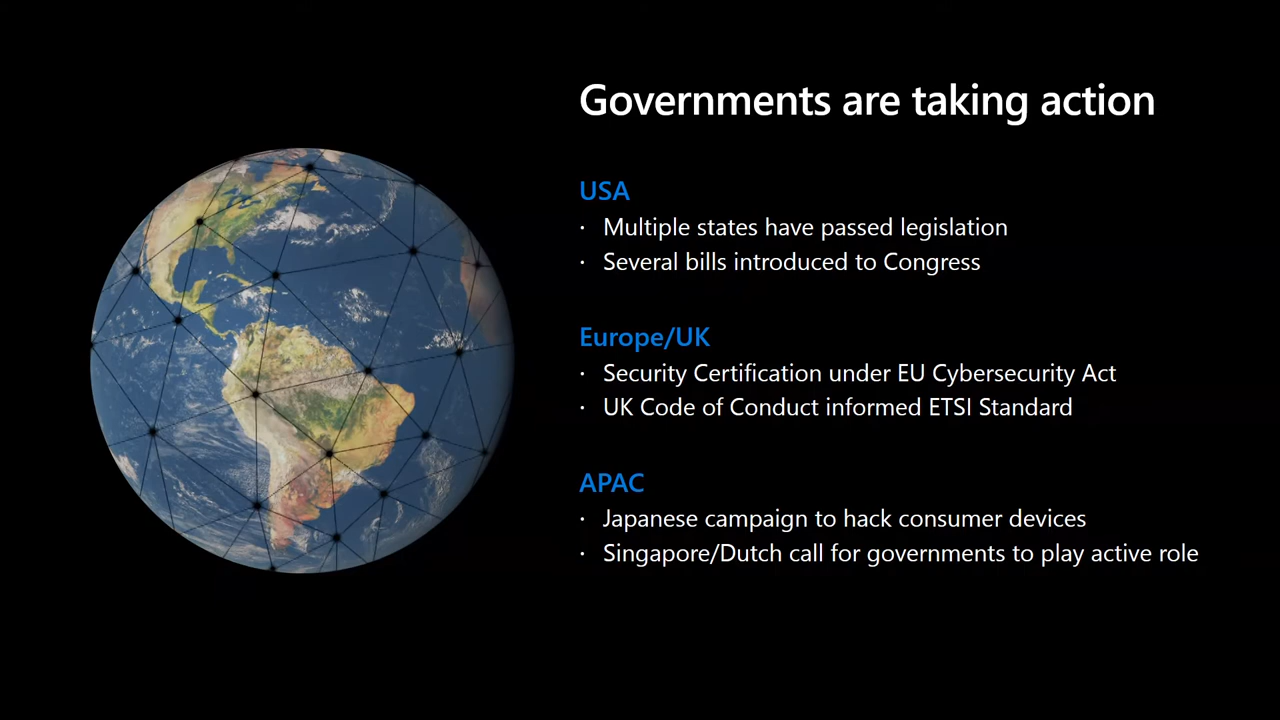 Governments are taking action
USA
· Multiple states have passed legislation
· Several bills introduced to Congress
Europe/UK
· Security Certification under EU Cybersecurity Act
· UK Code of Conduct informed ETSI Standard
APAC
· Japanese campaign to hack consumer devices
· Singapore/Dutch call for governments to play active role